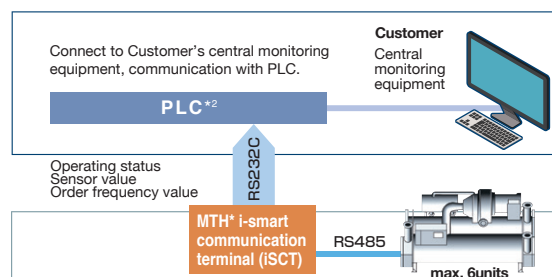 Connect to Customer's central monitoring
equipment, communication with PLC.
Customer
Central
monitoring
equipment
PLC*2
RS232C
Operating status
Sensor value
Order frequency value
MTH* i-smart
communication
terminal (iSCT)
RS485
max. 6units